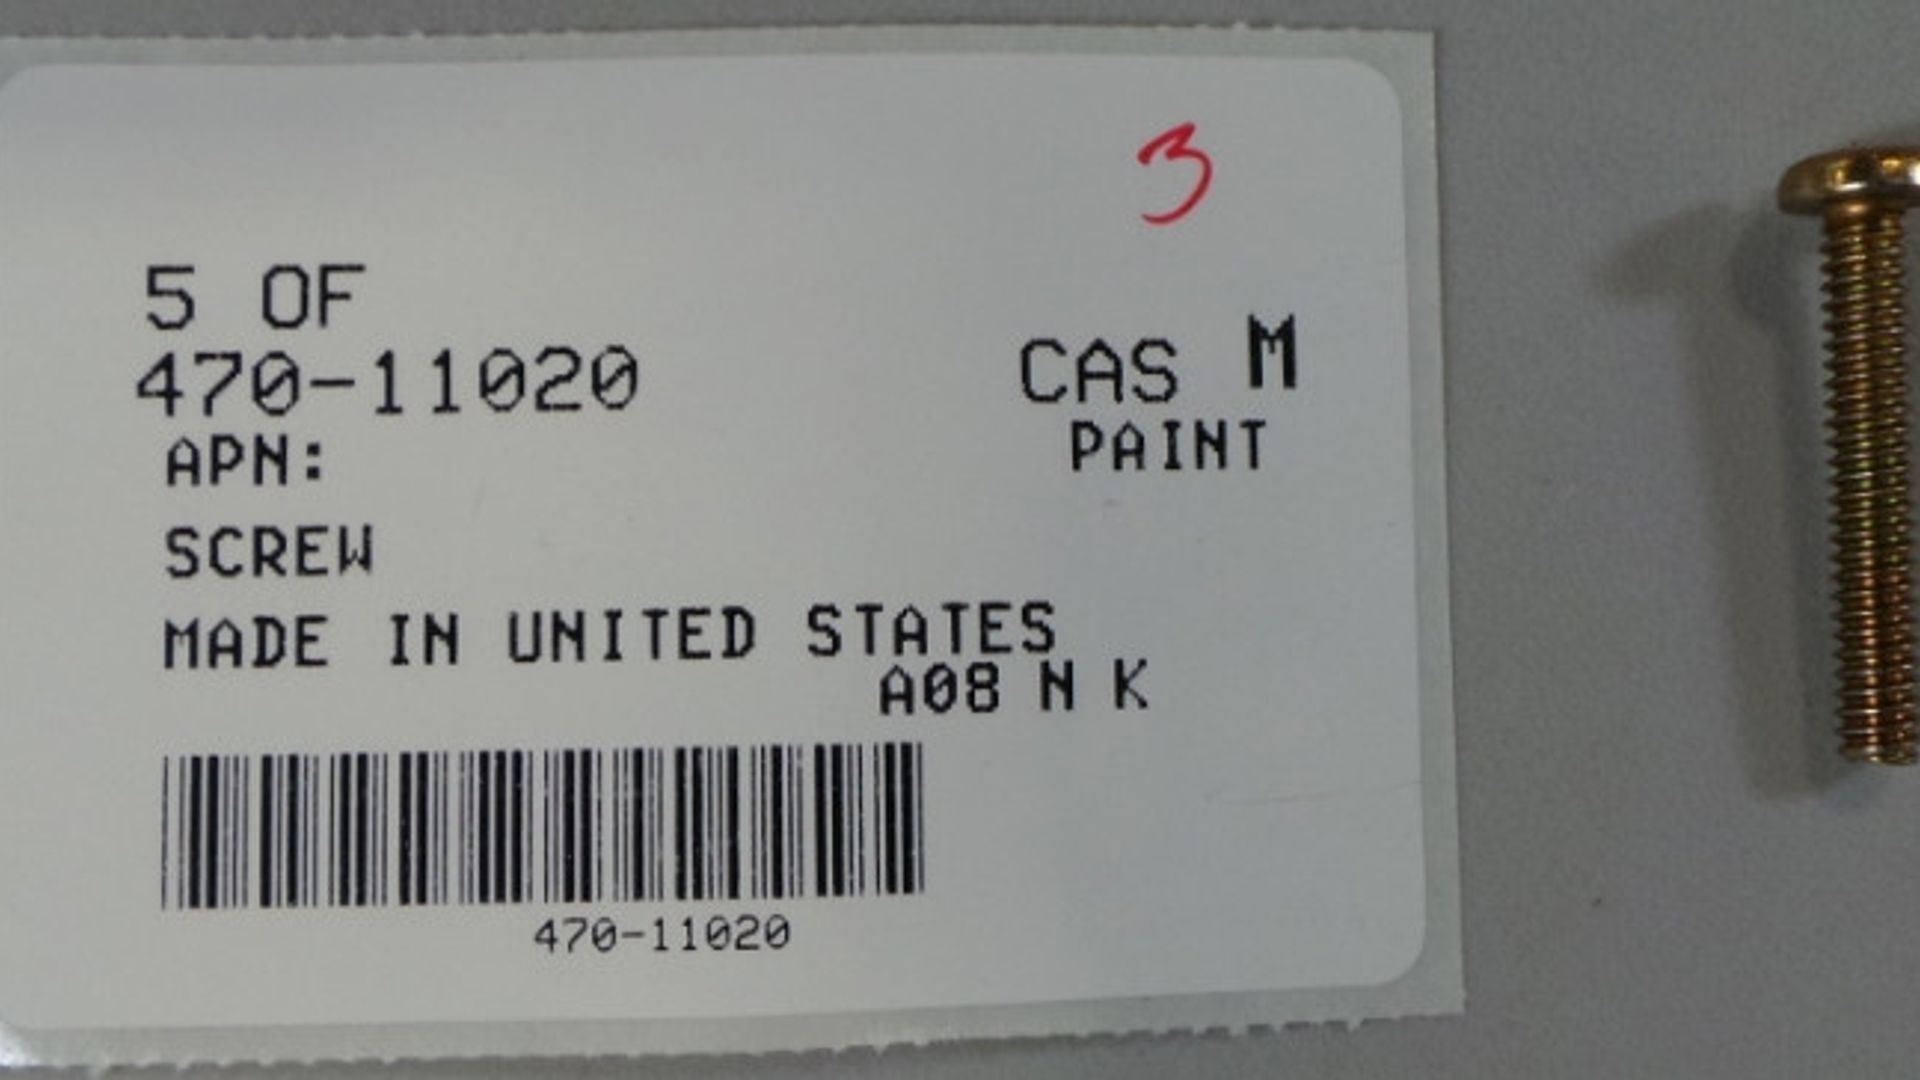 3
5 OF
470-11020
CAS M
APN:
PAINT
SCREW
MADE IN UNITED STATES
A08 N K
470-11020